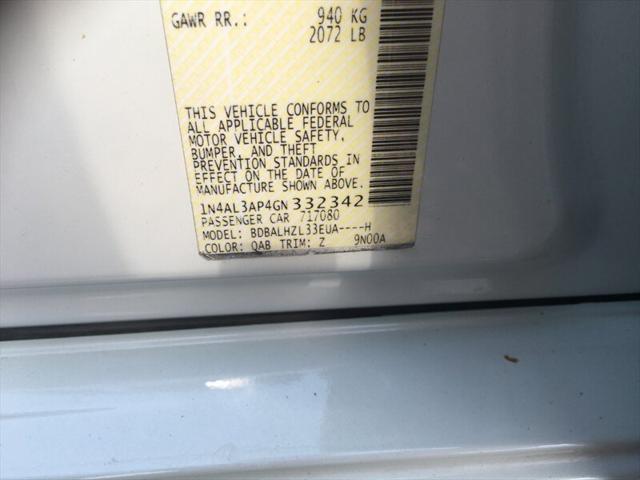 GAWR RR.: 940 KG
2072 LB
THIS VEHICLE CONFORMS TO
ALL APPLICABLE FEDERAL
MOTOR VEHICLE SAFETY,
BUMPER, AND THEFT
PREVENTION STANDARDS IN
EFFECT ON THE DATE OF
MANUFACTURE SHOWN ABOVE.
1N4AL3AP4GN 332342
PASSENGER CAR 717080
MODEL: BDBALHZL33EUA----H
COLOR: QAB TRIM: Z 9N00A